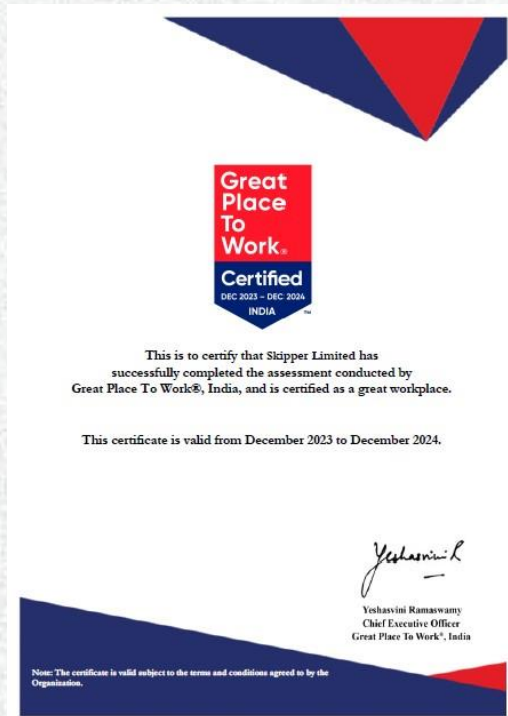 Great
Place
To
Work®
Certified
DEC 2023 – DEC 2024
INDIA ™
This is to certify that Skipper Limited has
successfully completed the assessment conducted by
Great Place To Work®, India, and is certified as a great workplace.
This certificate is valid from December 2023 to December 2024.
Yeshasvini R
Yeshasvini Ramaswamy
Chief Executive Officer
Great Place To Work®, India
Note: The certificate is valid subject to the terms and conditions agreed to by the
Organization.